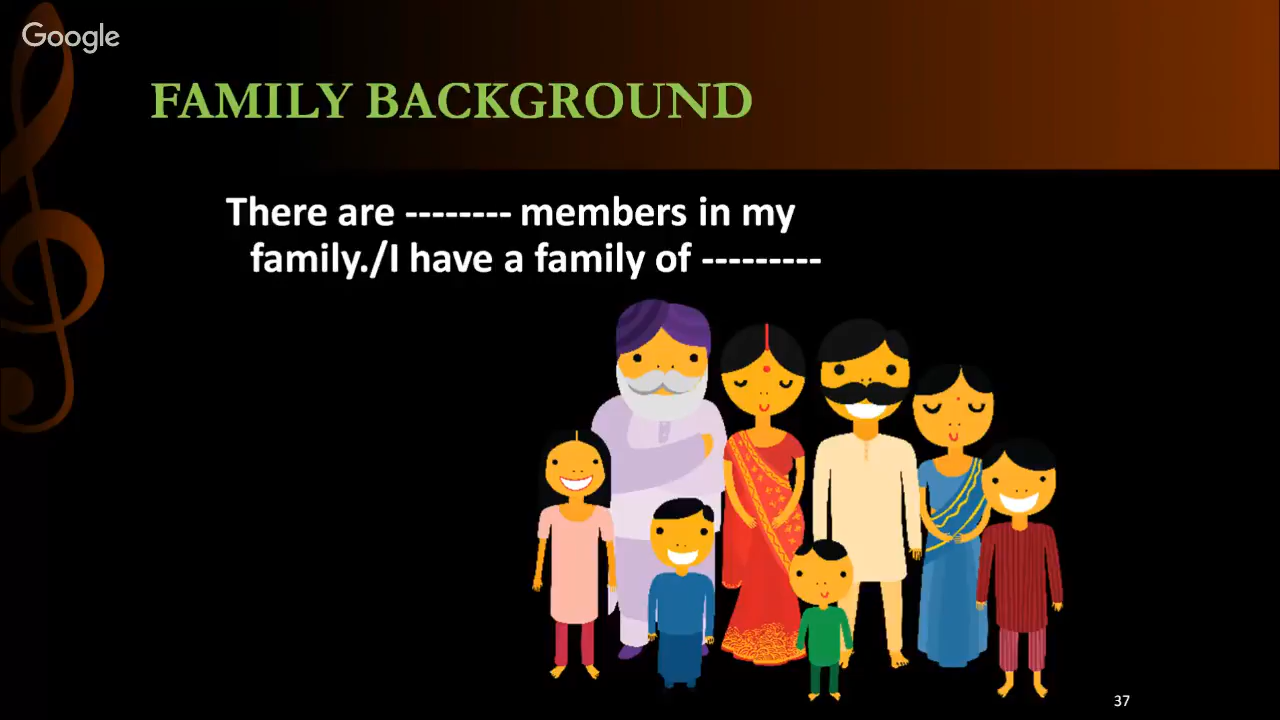 Google
FAMILY BACKGROUND
There are -------- members in my
family./I have a family of ---------
37